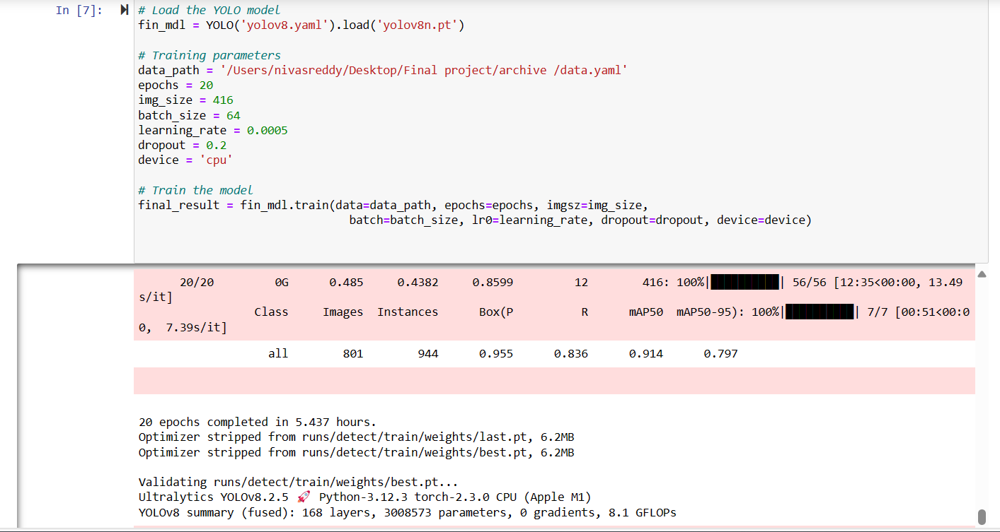 In [7]:
# Load the YOLO model
fin_mdl = YOLO('yolov8.yaml').load('yolov8n.pt')
# Training parameters
data_path = '/Users/nivasreddy/Desktop/Final project/archive /data.yaml'
epochs = 20
img_size = 416
batch_size = 64
learning_rate = 0.0005
dropout = 0.2
device = 'cpu'
# Train the model
final_result = fin_mdl.train(data=data_path, epochs=epochs, imgsz=img_size,
batch=batch_size, lr0=learning_rate, dropout=dropout, device=device)
20/20 0G 0.485 0.4382 0.8599 12 416: 100%|██████████| 56/56 [12:35<00:00, 13.49
s/it]
Class Images Instances Box(P R mAP50 mAP50-95): 100%|██████████| 7/7 [00:51<00:0
0, 7.39s/it]
all 801 944 0.955 0.836 0.914 0.797
20 epochs completed in 5.437 hours.
Optimizer stripped from runs/detect/train/weights/last.pt, 6.2MB
Optimizer stripped from runs/detect/train/weights/best.pt, 6.2MB
Validating runs/detect/train/weights/best.pt...
Ultralytics YOLOv8.2.5 🚀 Python-3.12.3 torch-2.3.0 CPU (Apple M1)
YOLOv8 summary (fused): 168 layers, 3008573 parameters, 0 gradients, 8.1 GFLOPs